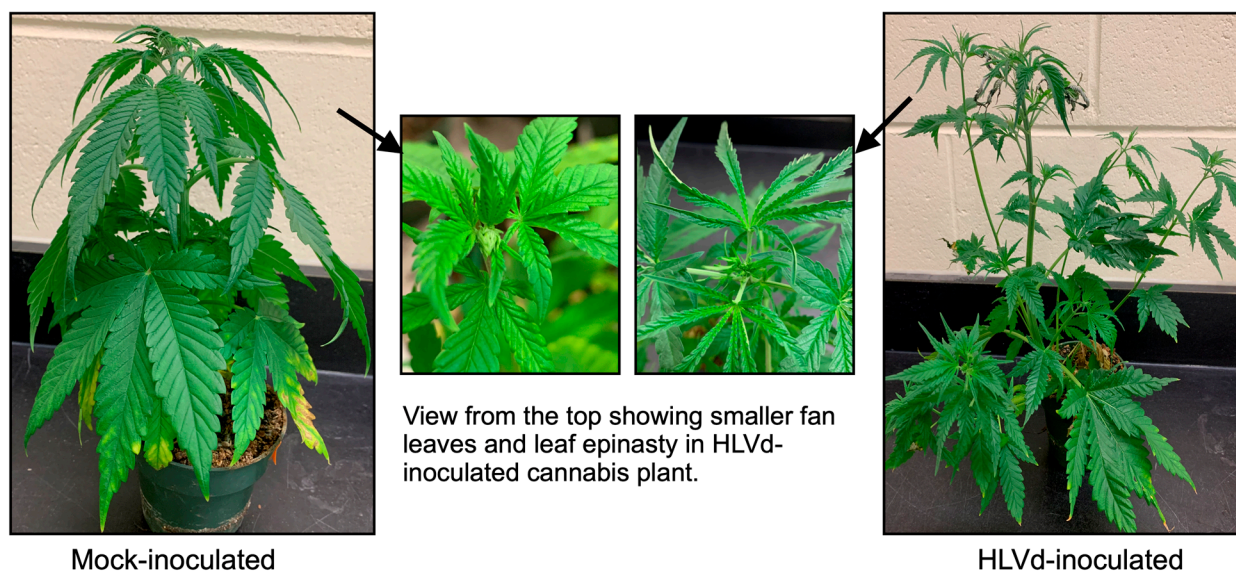 View from the top showing smaller fan
leaves and leaf epinasty in HLVd-
inoculated cannabis plant.
Mock-inoculated
HLVd-inoculated